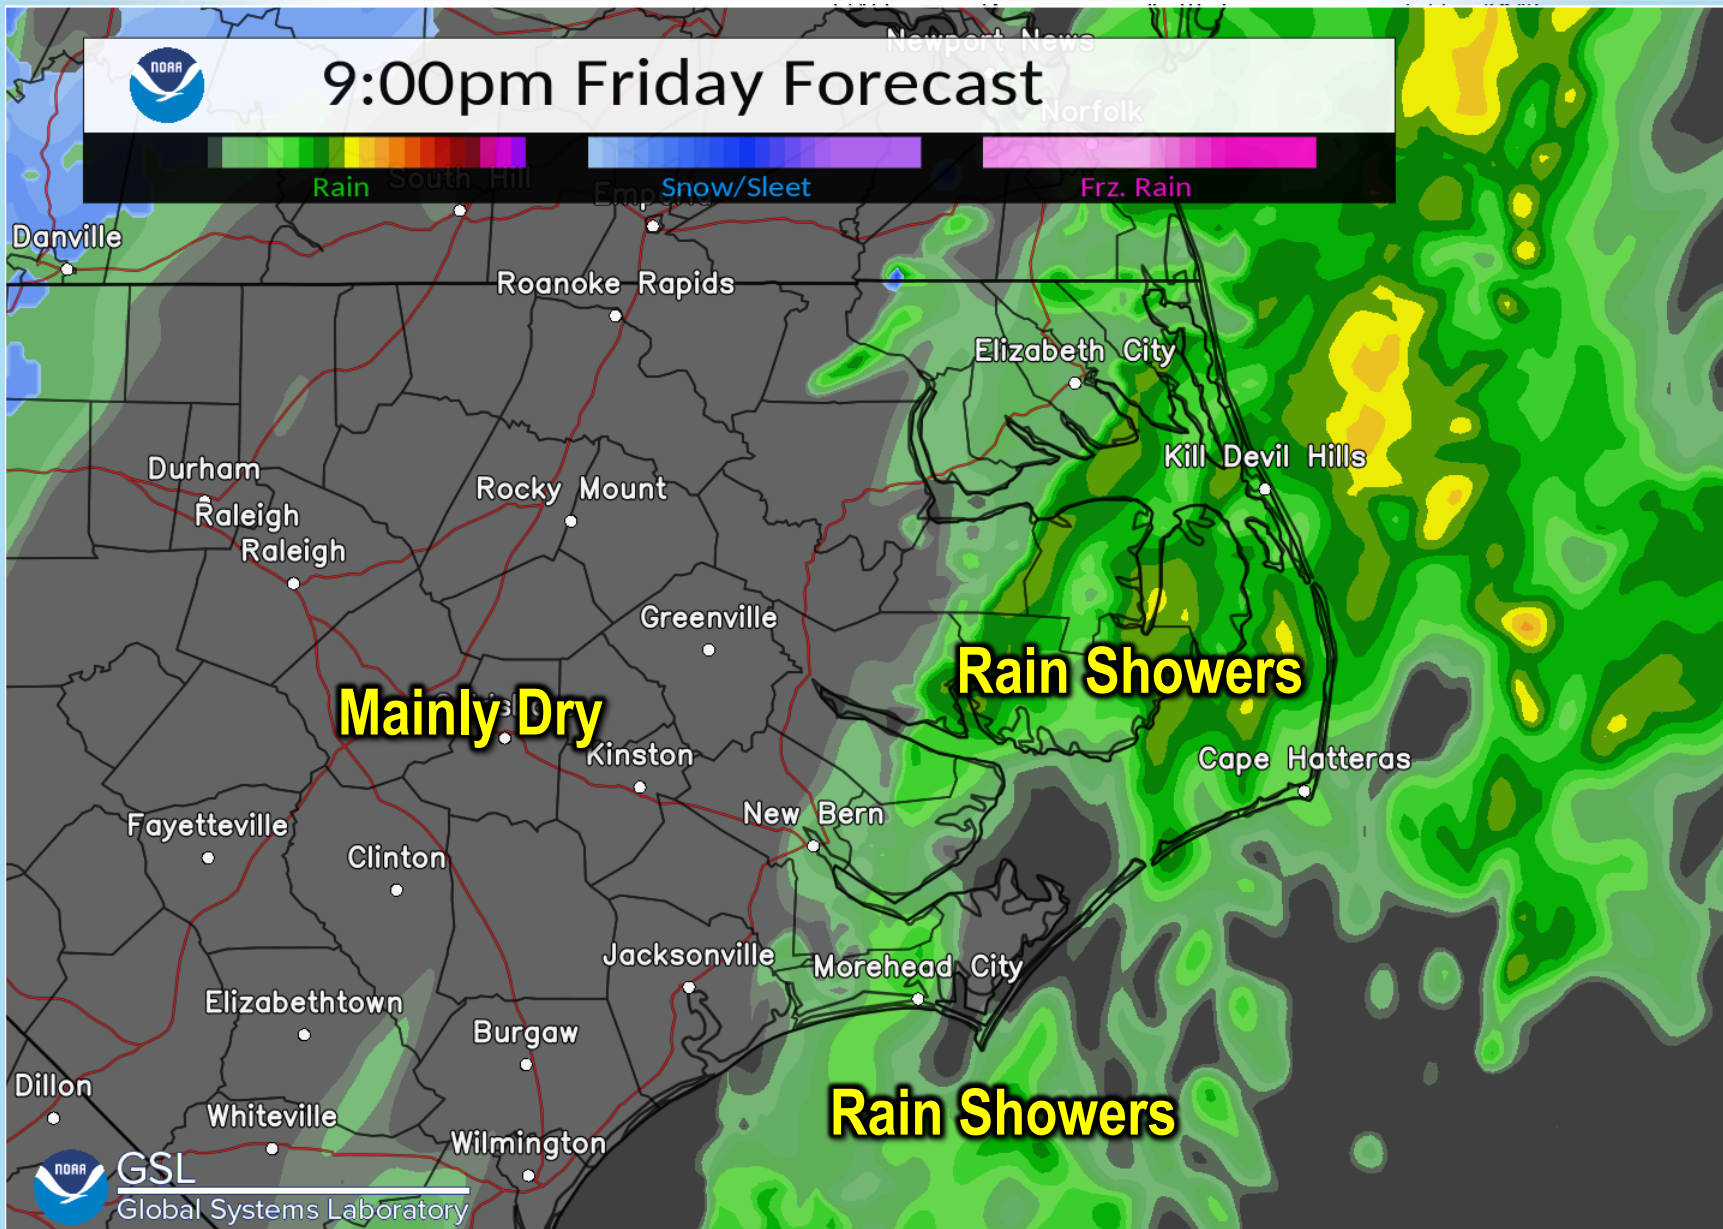 Newport News
NOAA
9:00pm Friday Forecast
Norfolk
Rain
South Hill
Snow/Sleet
Frz. Rain
Danville
Roanoke Rapids
Elizabeth City
Kill Devil Hills
Durham
Rocky Mount
Raleigh
Raleigh
Greenville
Rain Showers
Mainly Dry
Kinston
Cape Hatteras
New Bern
Fayetteville
Clinton
Jacksonville
Morehead City
Elizabethtown
Burgaw
Dillon
Whiteville
Rain Showers
Wilmington
NOAA
GSL
Global Systems Laboratory